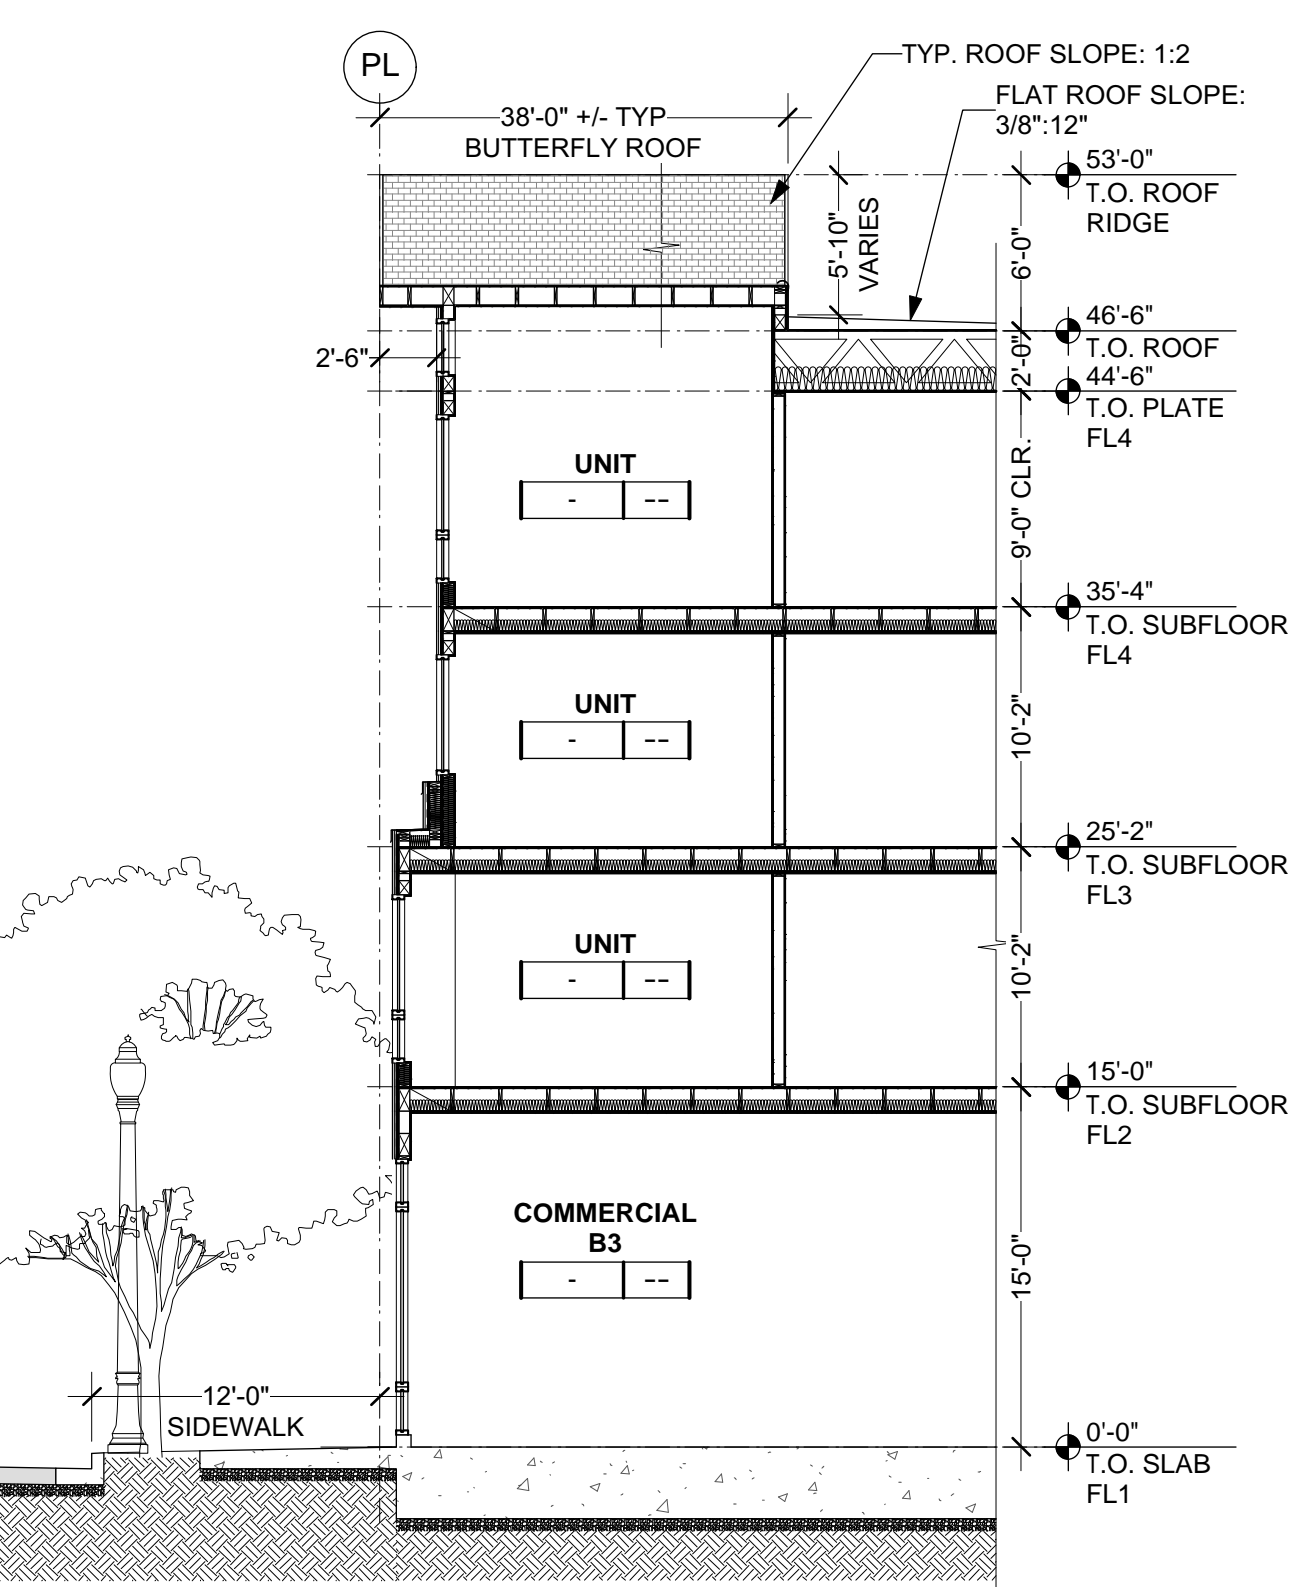 PL
TYP. ROOF SLOPE: 1:2
FLAT ROOF SLOPE:
3/8":12"
38'-0" +/- TYP
BUTTERFLY ROOF
53'-0"
T.O. ROOF
RIDGE
5'-10"
VARIES
6'-0"
46'-6"
T.O. ROOF
2'-6"
2'-0"
44'-6"
T.O. PLATE
FL4
9'-0" CLR.
UNIT
- --
35'-4"
T.O. SUBFLOOR
FL4
10'-2"
UNIT
- --
25'-2"
T.O. SUBFLOOR
FL3
10'-2"
UNIT
- --
15'-0"
T.O. SUBFLOOR
FL2
15'-0"
COMMERCIAL
B3
- --
12'-0"
SIDEWALK
0'-0"
T.O. SLAB
FL1